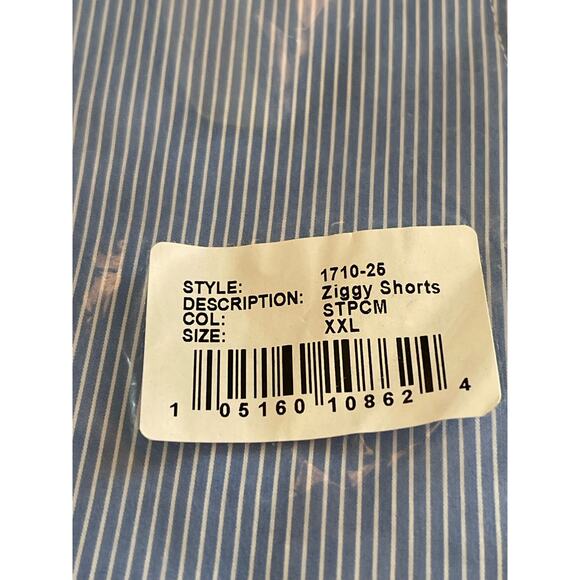 STYLE: 1710-25
DESCRIPTION: Ziggy Shorts
COL: STPCM
SIZE: XXL
1 05160 10862 4